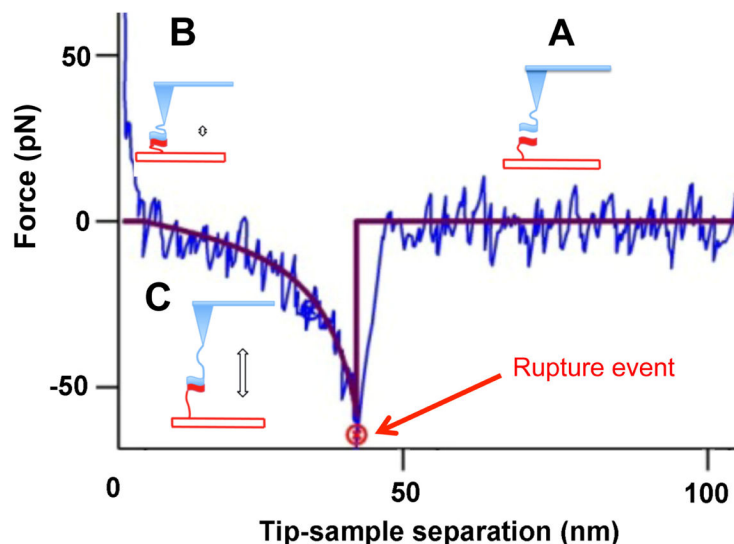 B
A
50
Force (pN)
0
C
-50
Rupture event
0
50
100
Tip-sample separation (nm)